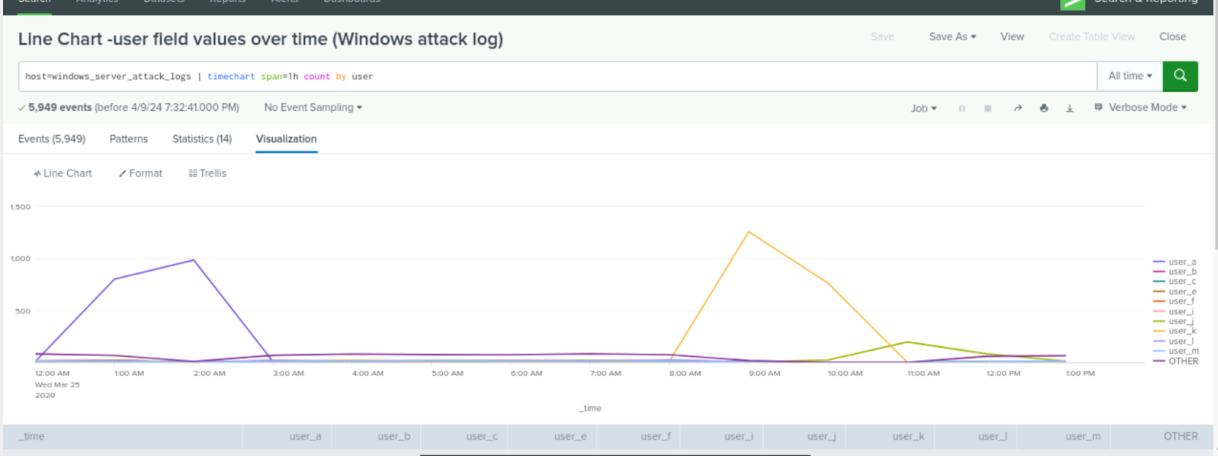 Search Analytics Datasets Reports Alerts Dashboards Search & Reporting
Line Chart -user field values over time (Windows attack log)
Save Save As View Create Table View Close
host=windows_server_attack_logs | timechart span=1h count by user
All time
5,949 events (before 4/9/24 7:32:41.000 PM) No Event Sampling
Job Verbose Mode
Events (5,949) Patterns Statistics (14) Visualization
Line Chart Format Trellis
1,500
1,000
500
user_a
user_b
user_c
user_e
user_f
user_i
user_j
user_k
user_l
user_m
OTHER
12:00 AM 1:00 AM 2:00 AM 3:00 AM 4:00 AM 5:00 AM 6:00 AM 7:00 AM 8:00 AM 9:00 AM 10:00 AM 11:00 AM 12:00 PM 1:00 PM
Wed Mar 25
2020
_time
_time user_a user_b user_c user_e user_f user_i user_j user_k user_l user_m OTHER